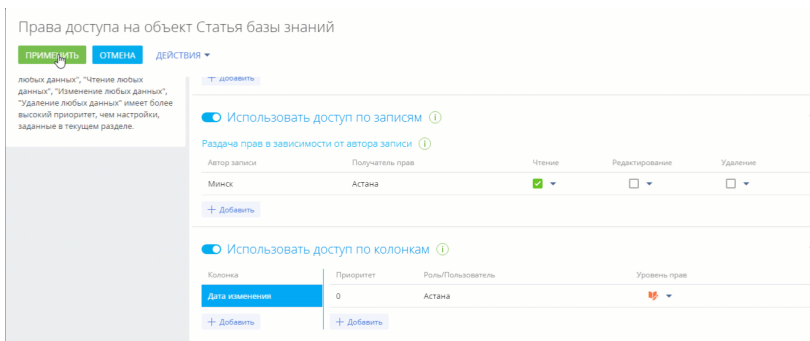 Права доступа на объект Статья базы знаний
ПРИМЕНИТЬ ОТМЕНА ДЕЙСТВИЯ
любых данных", "Чтение любых
данных", "Изменение любых данных",
"Удаление любых данных" имеет более
высокий приоритет, чем настройки,
заданные в текущем разделе.
+ Добавить
Использовать доступ по записям i
Раздача прав в зависимости от автора записи i
Автор записи Получатель прав Чтение Редактирование Удаление
Минск Астана
+ Добавить
Использовать доступ по колонкам i
Колонка Приоритет Роль/Пользователь Уровень прав
Дата изменения 0 Астана
+ Добавить + Добавить